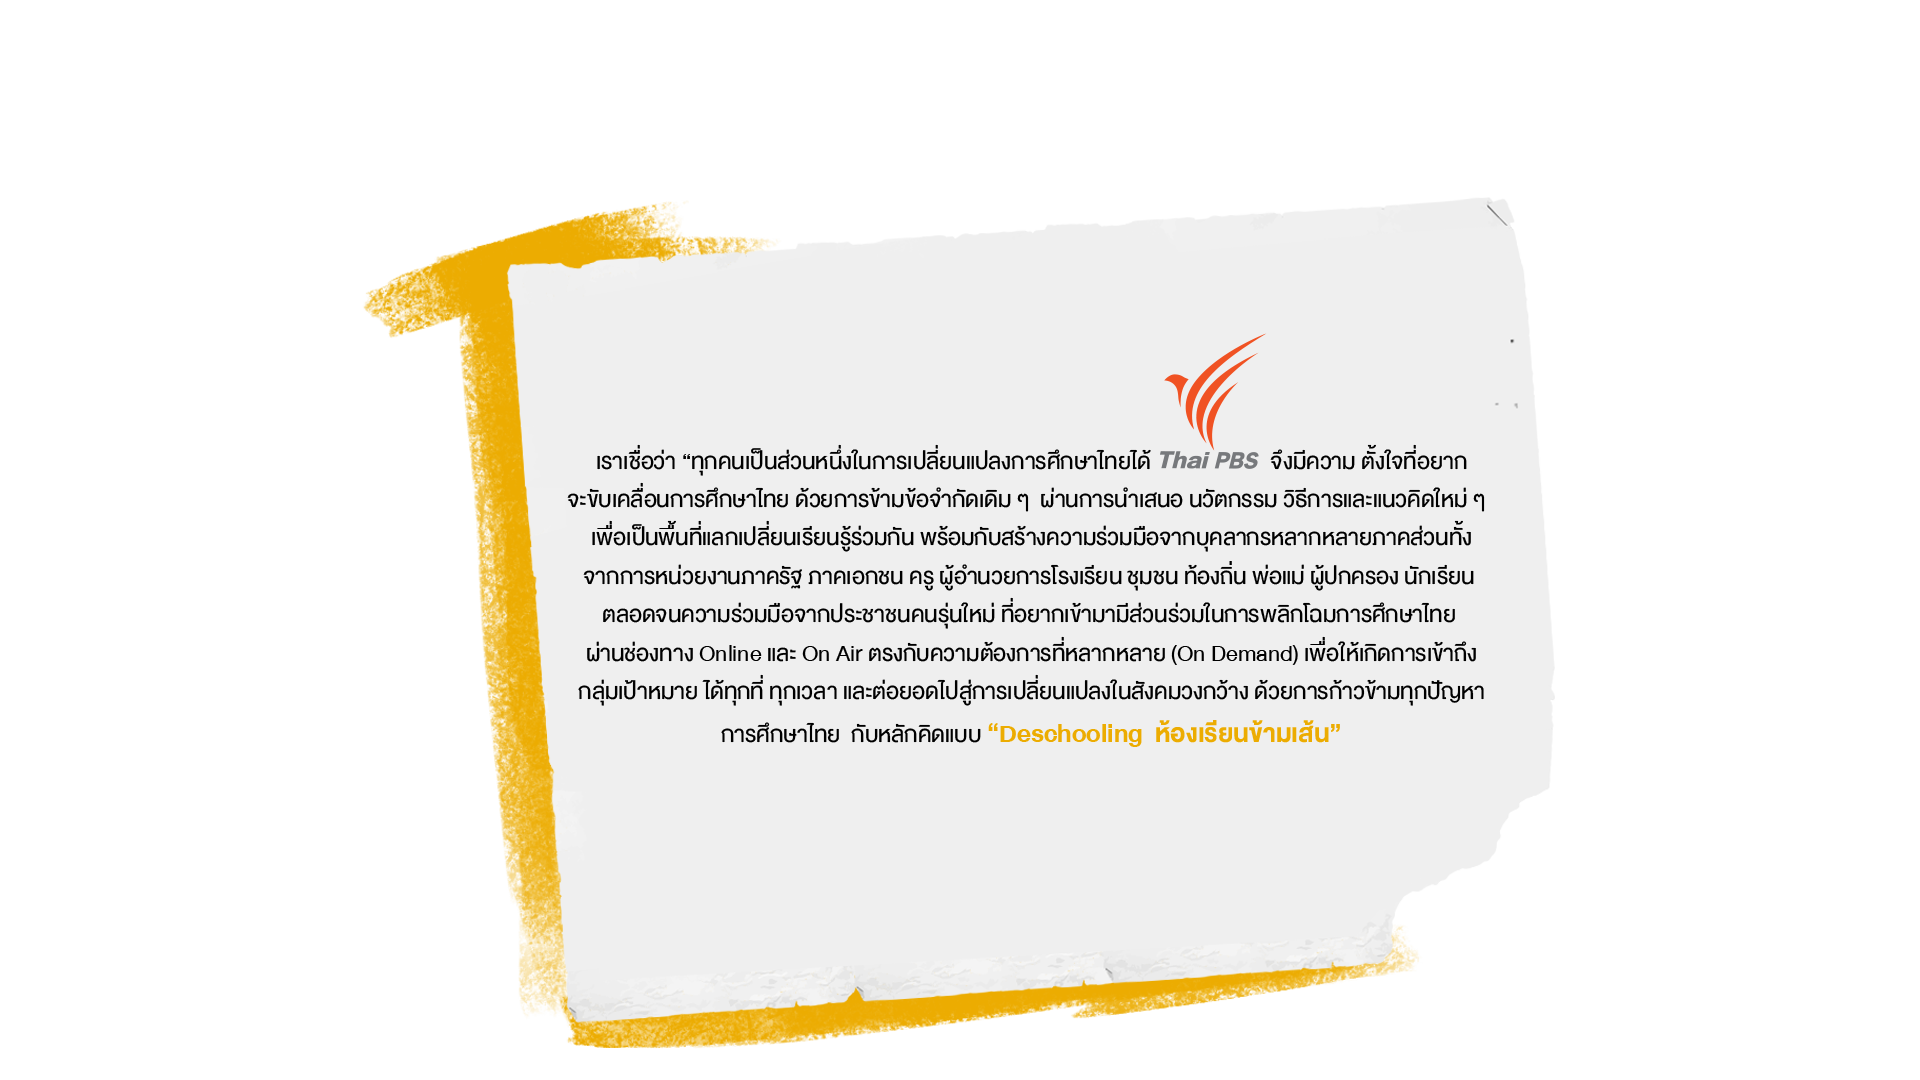 เราเชื่อว่า “ทุกคนเป็นส่วนหนึ่งในการเปลี่ยนแปลงการศึกษาไทยได้ Thai PBS จึงมีความ ตั้งใจที่อยาก
จะขับเคลื่อนการศึกษาไทย ด้วยการข้ามข้อจำกัดเดิม ๆ ผ่านการนำเสนอ นวัตกรรม วิธีการและแนวคิดใหม่ ๆ
เพื่อเป็นพื้นที่แลกเปลี่ยนเรียนรู้ร่วมกัน พร้อมกับสร้างความร่วมมือจากบุคลากรหลากหลายภาคส่วนทั้ง
จากการหน่วยงานภาครัฐ ภาคเอกชน ครู ผู้อำนวยการโรงเรียน ชุมชน ท้องถิ่น พ่อแม่ ผู้ปกครอง นักเรียน
ตลอดจนความร่วมมือจากประชาชนคนรุ่นใหม่ ที่อยากเข้ามามีส่วนร่วมในการพลิกโฉมการศึกษาไทย
ผ่านช่องทาง Online และ On Air ตรงกับความต้องการที่หลากหลาย (On Demand) เพื่อให้เกิดการเข้าถึง
กลุ่มเป้าหมาย ได้ทุกที่ ทุกเวลา และต่อยอดไปสู่การเปลี่ยนแปลงในสังคมวงกว้าง ด้วยการก้าวข้ามทุกปัญหา
การศึกษาไทย กับหลักคิดแบบ “Deschooling ห้องเรียนข้ามเส้น”